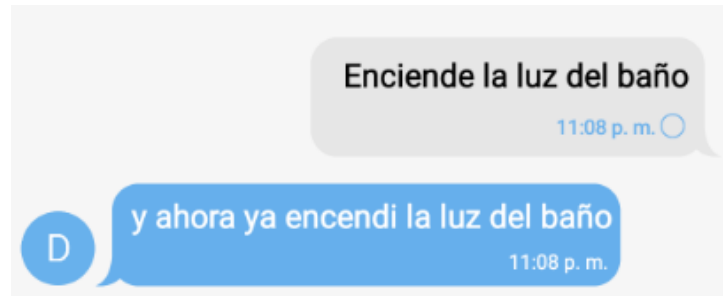 Enciende la luz del baño
11:08 p. m.
y ahora ya encendi la luz del baño
D
11:08 p. m.